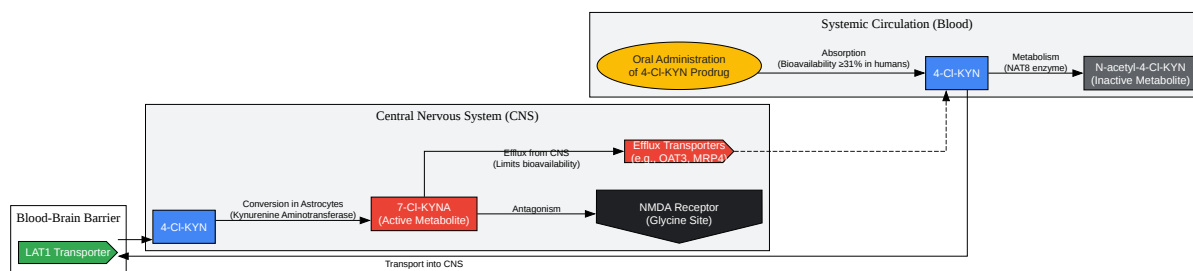 Systemic Circulation (Blood)
Oral Administration
of 4-Cl-KYN Prodrug
Absorption
(Bioavailability ≥31% in humans)
4-Cl-KYN
Metabolism
(NAT8 enzyme)
N-acetyl-4-Cl-KYN
(Inactive Metabolite)
Central Nervous System (CNS)
Efflux from CNS
(Limits bioavailability)
Efflux Transporters
(e.g., OAT3, MRP4)
4-Cl-KYN
Conversion in Astrocytes
(Kynurenine Aminotransferase)
7-Cl-KYNA
(Active Metabolite)
Antagonism
NMDA Receptor
(Glycine Site)
Blood-Brain Barrier
LAT1 Transporter
Transport into CNS